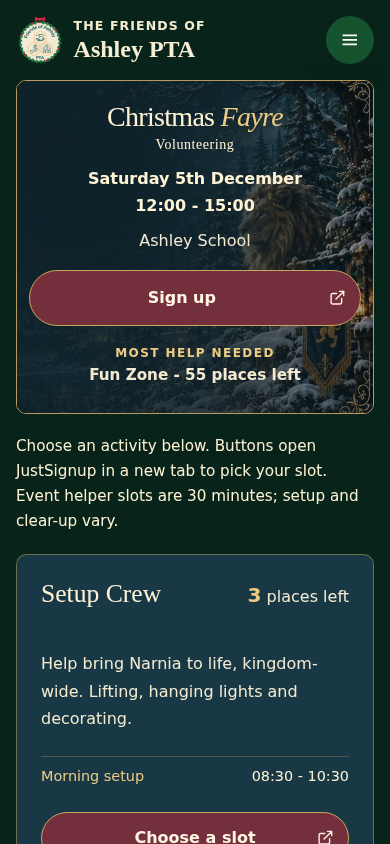 THE FRIENDS OF
Ashley PTA
Christmas Fayre
Volunteering
Saturday 5th December
12:00 - 15:00
Ashley School
Sign up
MOST HELP NEEDED
Fun Zone - 55 places left
Choose an activity below. Buttons open
JustSignup in a new tab to pick your slot.
Event helper slots are 30 minutes; setup and
clear-up vary.
Setup Crew
3 places left
Help bring Narnia to life, kingdom-
wide. Lifting, hanging lights and
decorating.
Morning setup
08:30 - 10:30
Choose a slot